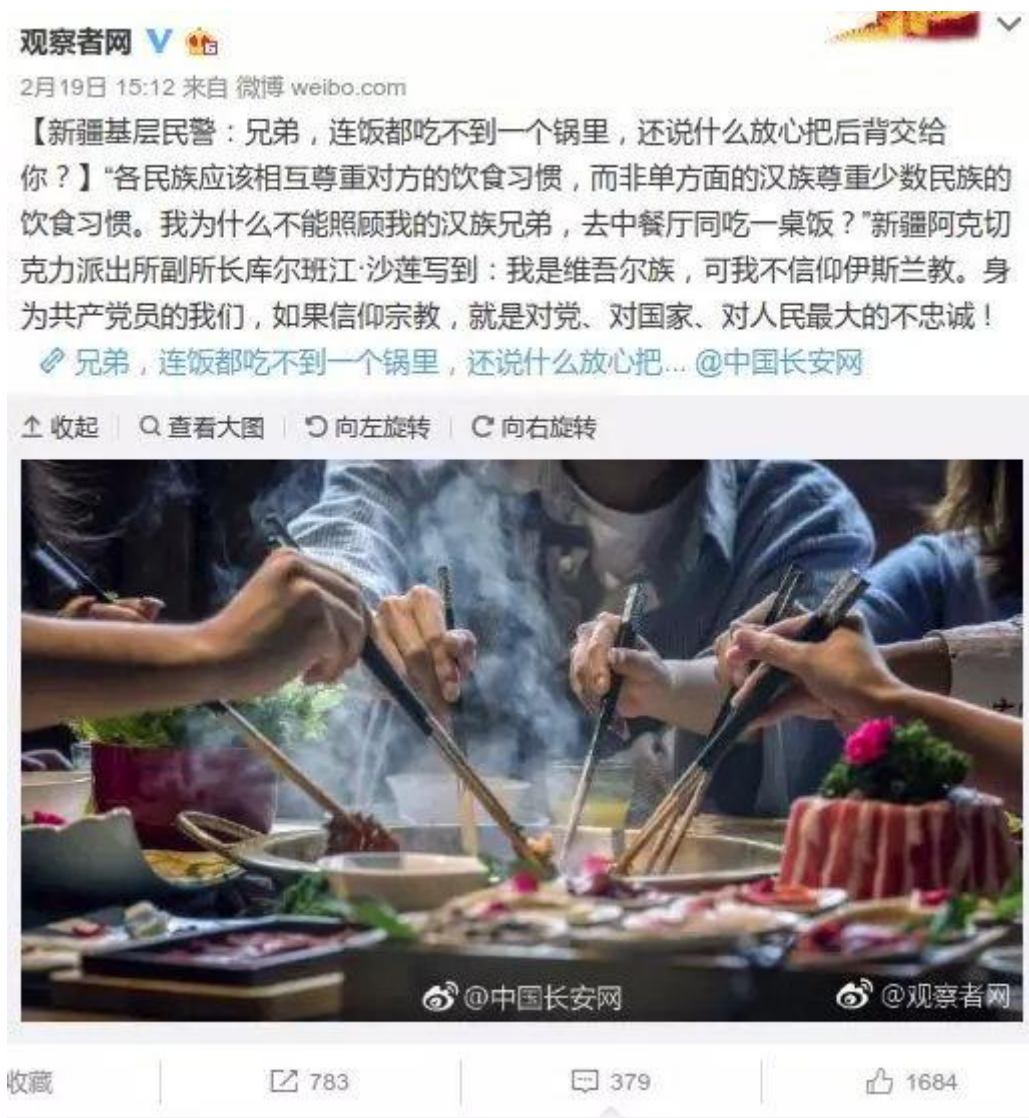 观察者网
2月19日 15:12 来自 微博 weibo.com
【新疆基层民警：兄弟，连饭都吃不到一个锅里，还说什么放心把后背交给
你？】“各民族应该相互尊重对方的饮食习惯，而非单方面的汉族尊重少数民族的
饮食习惯。我为什么不能照顾我的汉族兄弟，去中餐厅同吃一桌饭？”新疆阿克切
克力派出所副所长库尔班江·沙莲写到：我是维吾尔族，可我不信仰伊斯兰教。身
为共产党员的我们，如果信仰宗教，就是对党、对国家、对人民最大的不忠诚！
兄弟，连饭都吃不到一个锅里，还说什么放心把... @中国长安网
收起 查看大图 向左旋转 向右旋转
@中国长安网 @观察者网
收藏 783 379 1684